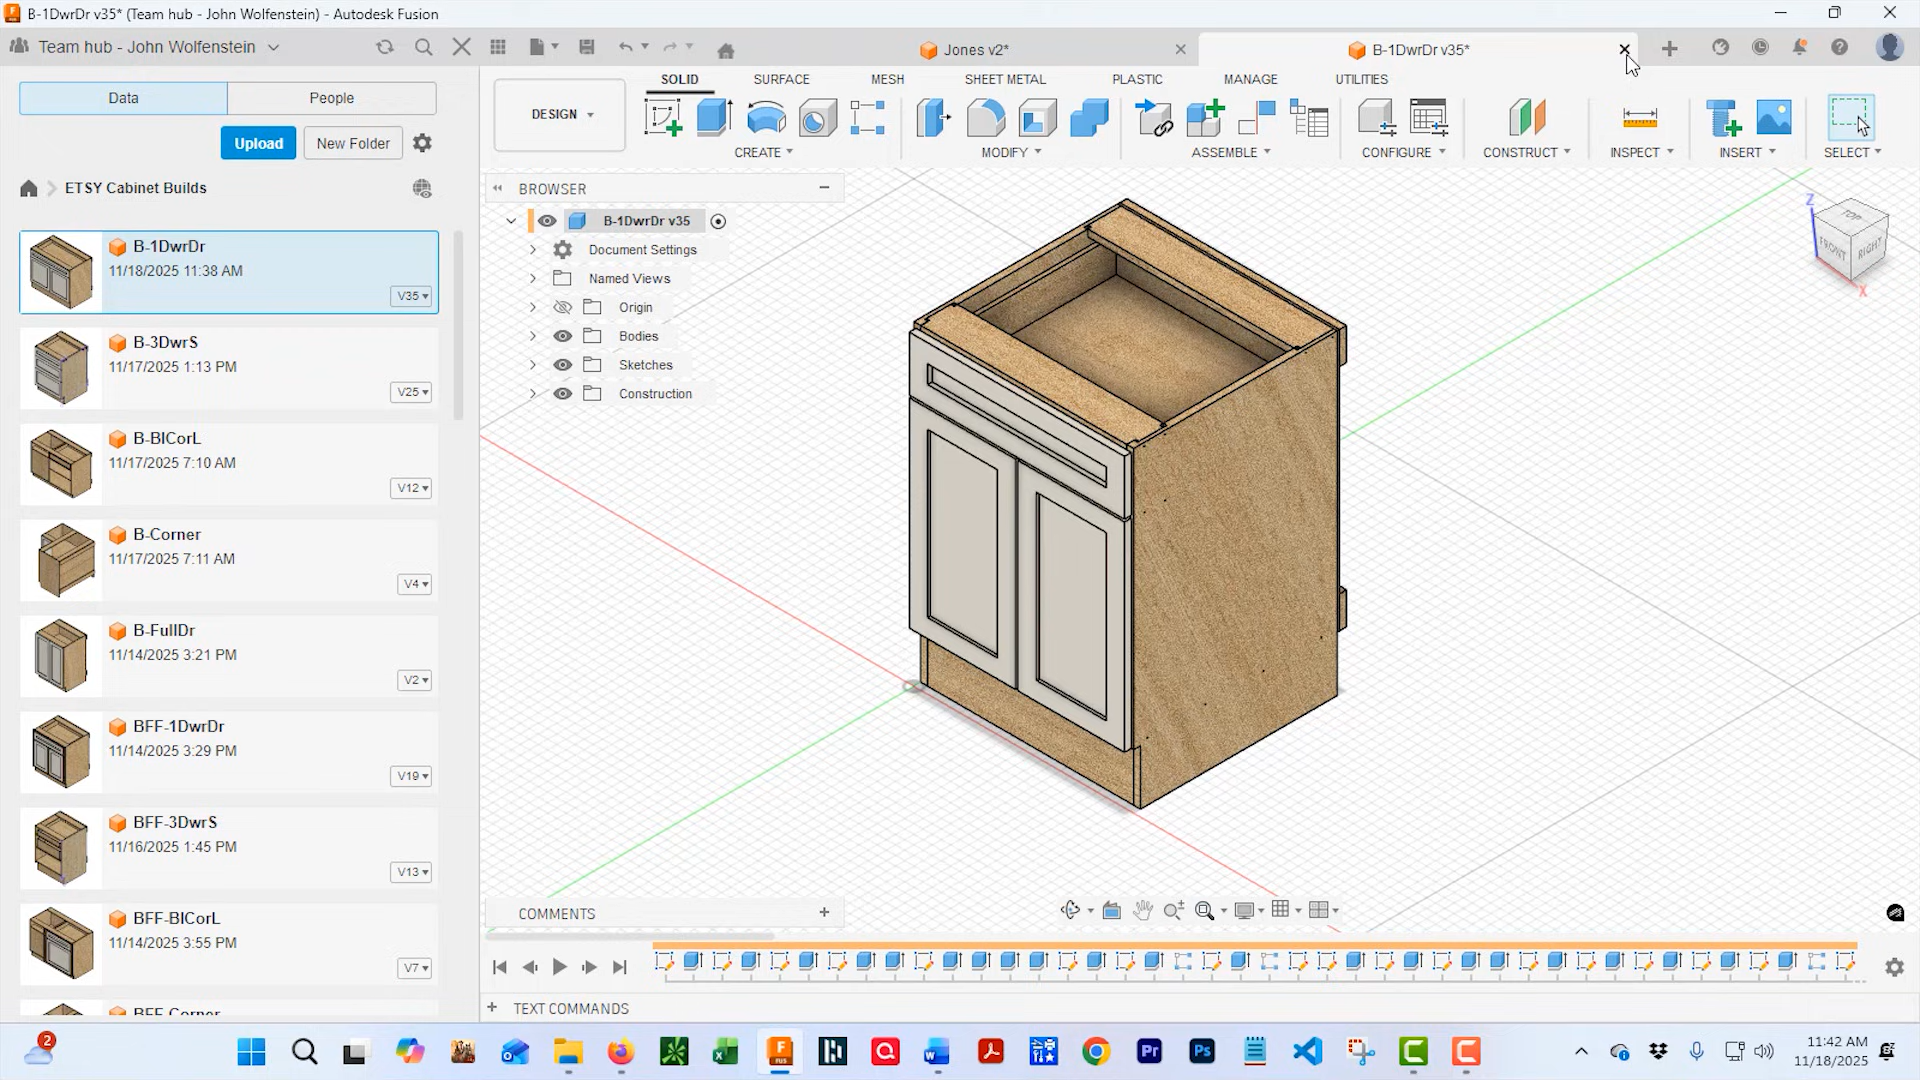 B-1DwrDr v35* (Team hub - John Wolfenstein) - Autodesk Fusion
Team hub - John Wolfenstein
Jones v2*
B-1DwrDr v35*
Data
People
Upload
New Folder
ETSY Cabinet Builds
B-1DwrDr
11/18/2025 11:38 AM
V35
B-3DwrS
11/17/2025 1:13 PM
V25
B-BlCorL
11/17/2025 7:10 AM
V12
B-Corner
11/17/2025 7:11 AM
V4
B-FullDr
11/14/2025 3:21 PM
V2
BFF-1DwrDr
11/14/2025 3:29 PM
V19
BFF-3DwrS
11/16/2025 1:45 PM
V13
BFF-BlCorL
11/14/2025 3:55 PM
V7
BFF-Corner
DESIGN
SOLID
SURFACE
MESH
SHEET METAL
PLASTIC
MANAGE
UTILITIES
CREATE
MODIFY
ASSEMBLE
CONFIGURE
CONSTRUCT
INSPECT
INSERT
SELECT
BROWSER
B-1DwrDr v35
Document Settings
Named Views
Origin
Bodies
Sketches
Construction
Z
TOP
FRONT
RIGHT
X
COMMENTS
TEXT COMMANDS
2
F
FUS
Pr
Ps
11:42 AM
11/18/2025